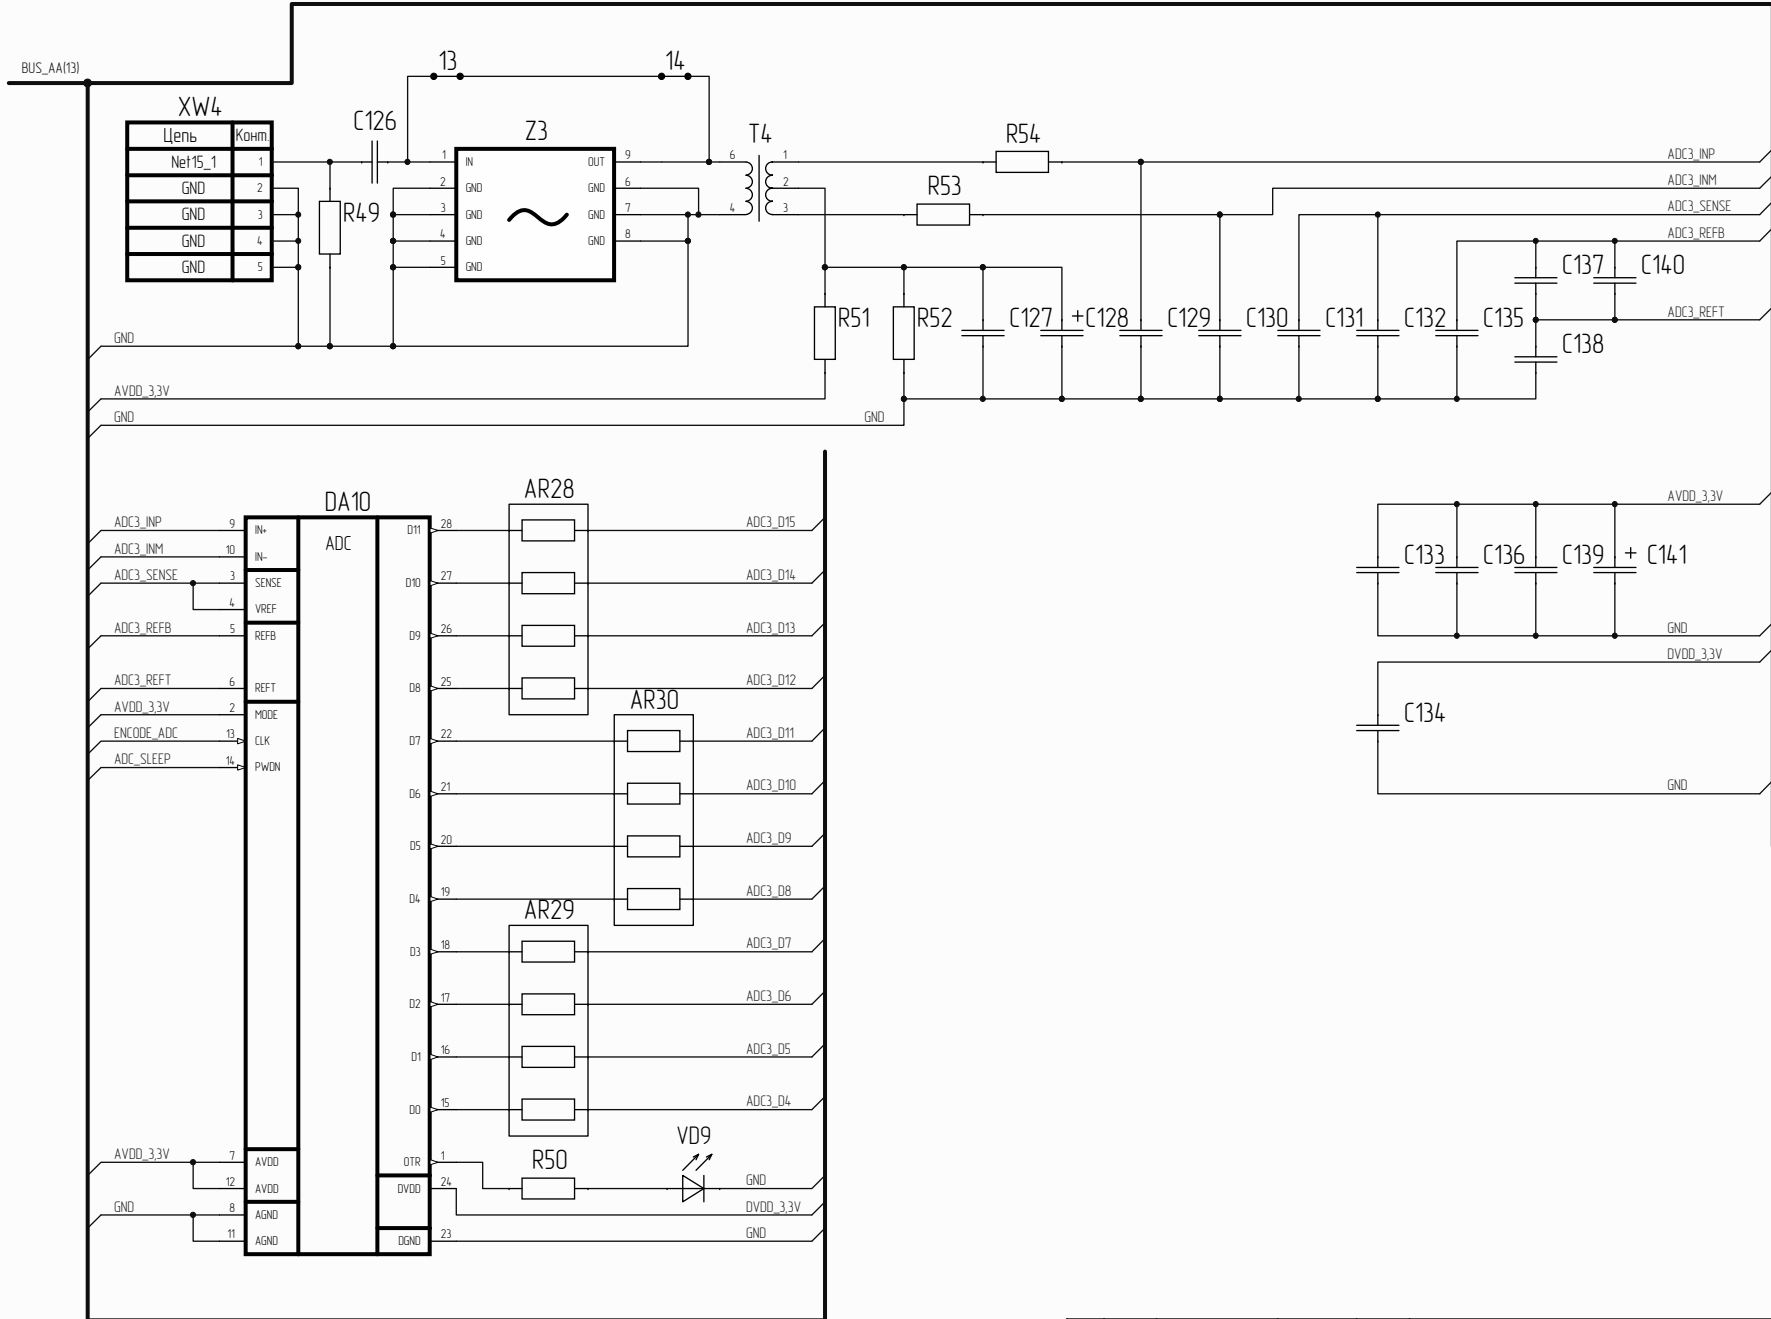 BUS_AA(13)
13
14
XW4
Цепь Конт.
Net15_1 1
GND 2
GND 3
GND 4
GND 5
C126
R49
Z3
1 IN OUT 9
2 GND GND 6
3 GND GND 7
4 GND GND 8
5 GND
T4
6 1
2
4 3
R54
R53
ADC3_INP
ADC3_INM
ADC3_SENSE
ADC3_REFB
C137
C140
R51
R52
C127
+C128
C129
C130
C131
C132
C135
ADC3_REFT
C138
GND
AVDD_3,3V
GND
GND
DA10
ADC
ADC3_INP 9 IN+
ADC3_INM 10 IN-
ADC3_SENSE 3 SENSE
4 VREF
ADC3_REFB 5 REFB
ADC3_REFT 6 REFT
AVDD_3,3V 2 MODE
ENCODE_ADC 13 CLK
ADC_SLEEP 14 PWDN
AVDD_3,3V 7 AVDD
12 AVDD
GND 8 AGND
11 AGND
AR28
D11 28 ADC3_D15
D10 27 ADC3_D14
D9 26 ADC3_D13
D8 25 ADC3_D12
AR30
D7 22 ADC3_D11
D6 21 ADC3_D10
D5 20 ADC3_D9
D4 19 ADC3_D8
AR29
D3 18 ADC3_D7
D2 17 ADC3_D6
D1 16 ADC3_D5
D0 15 ADC3_D4
VD9
OTR 1 R50 GND
DVDD 24 DVDD_3,3V
DGND 23 GND
AVDD_3,3V
C133
C136
C139
+ C141
GND
DVDD_3,3V
C134
GND